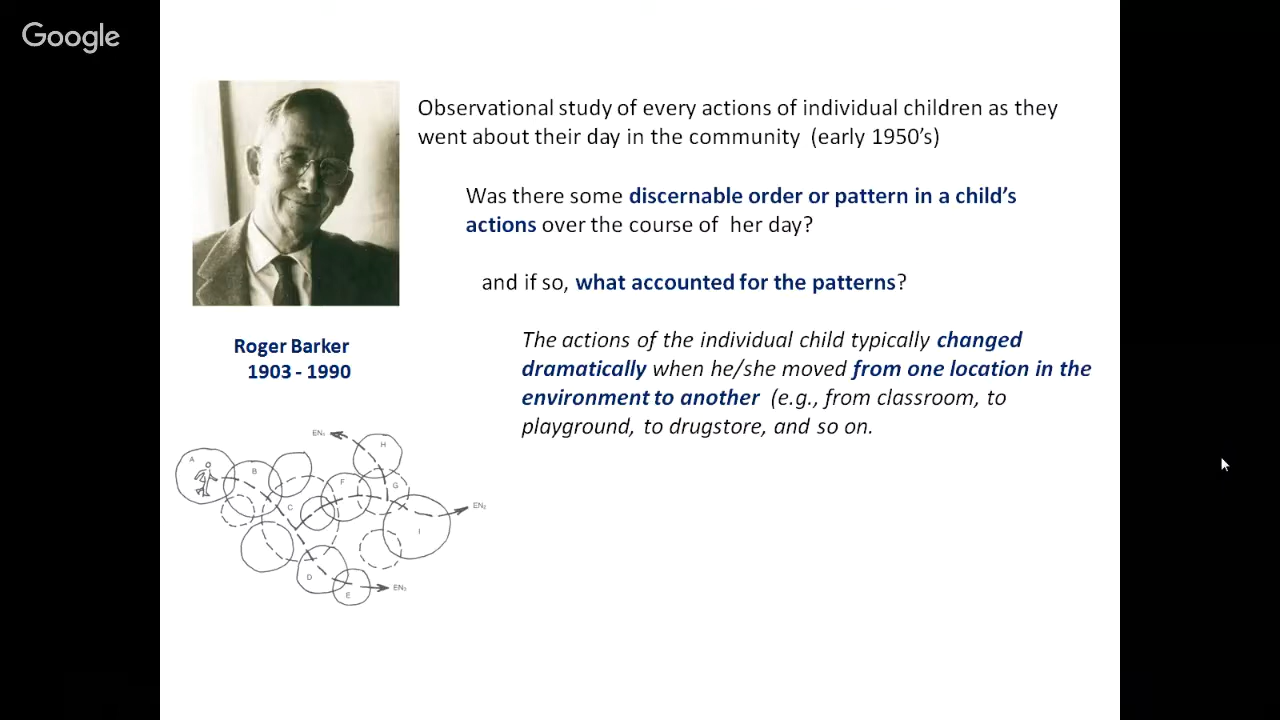 Google
Observational study of every actions of individual children as they
went about their day in the community (early 1950's)
Was there some discernable order or pattern in a child's
actions over the course of her day?
and if so, what accounted for the patterns?
The actions of the individual child typically changed
dramatically when he/she moved from one location in the
environment to another (e.g., from classroom, to
playground, to drugstore, and so on.
Roger Barker
1903 - 1990
A
B
C
D
E
F
G
H
I
EN₂
EN₃